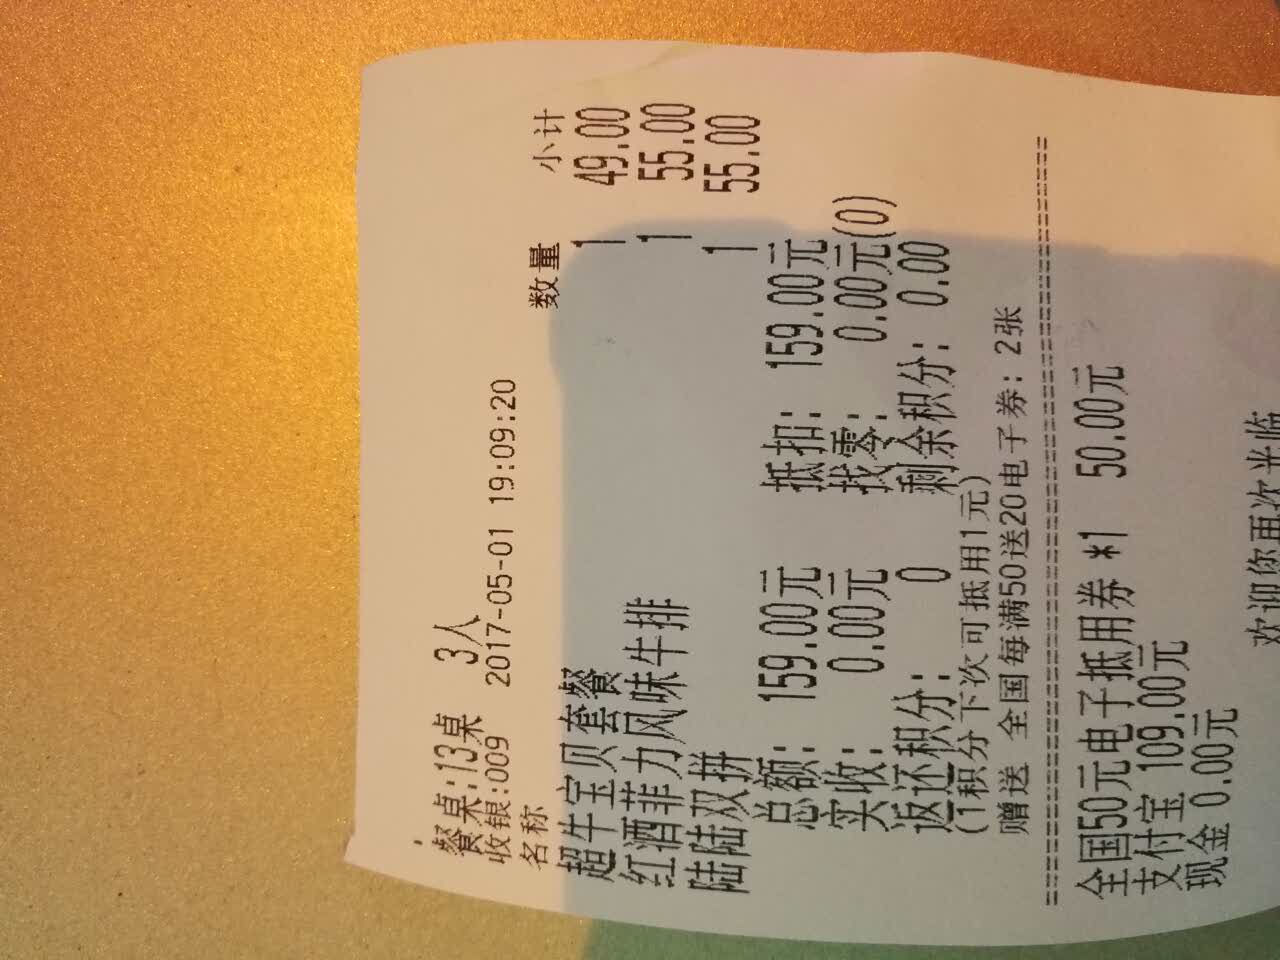 餐桌:13桌 3人
收银:009 2017-05-01 19:09:20
名称 数量 小计
超牛宝贝套餐 1 49.00
红酒菲力风味牛排 1 55.00
陆陆双拼 1 55.00
总额: 159.00元 抵扣: 159.00元
实收: 0.00元 找零: 0.00元(0)
返还积分: 0 剩余积分: 0.00
(1积分下次可抵用1元)
赠送 全国每满50送20电子券: 2张
全国50元电子抵用券 *1 50.00元
支付宝 109.00元
现金 0.00元
欢迎你再次光临